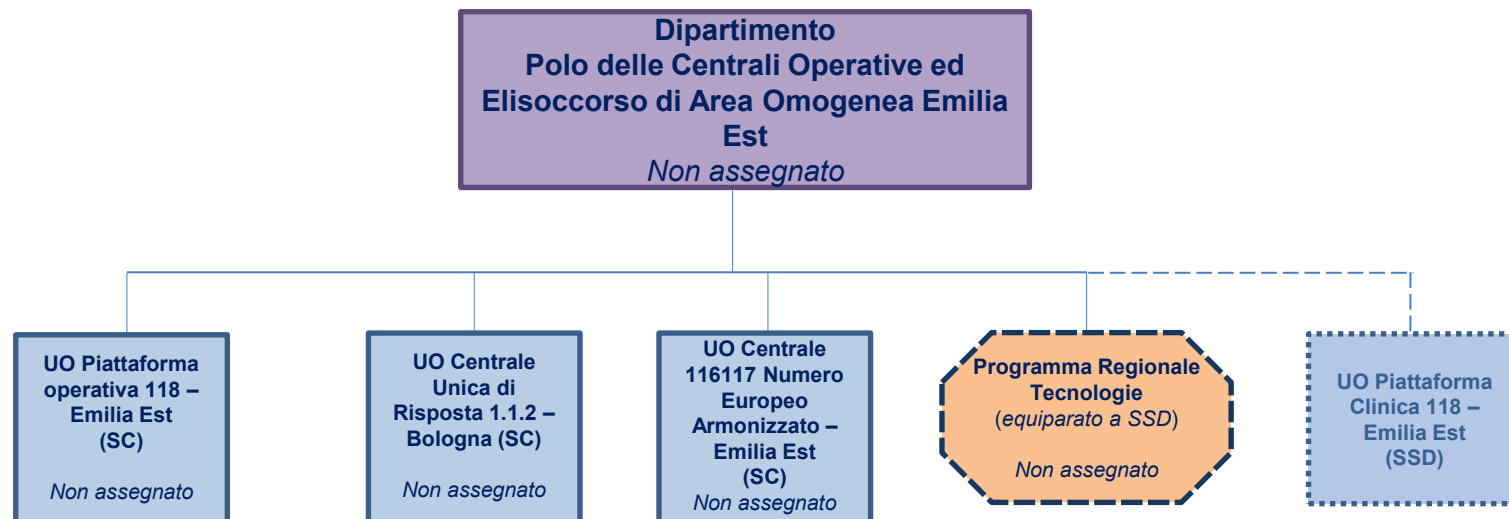 Dipartimento
Polo delle Centrali Operative ed
Elisoccorso di Area Omogenea Emilia
Est
Non assegnato
UO Piattaforma
operativa 118 –
Emilia Est
(SC)
Non assegnato
UO Centrale
Unica di
Risposta 1.1.2 –
Bologna (SC)
Non assegnato
UO Centrale
116117 Numero
Europeo
Armonizzato –
Emilia Est
(SC)
Non assegnato
Programma Regionale
Tecnologie
(equiparato a SSD)
Non assegnato
UO Piattaforma
Clinica 118 –
Emilia Est
(SSD)